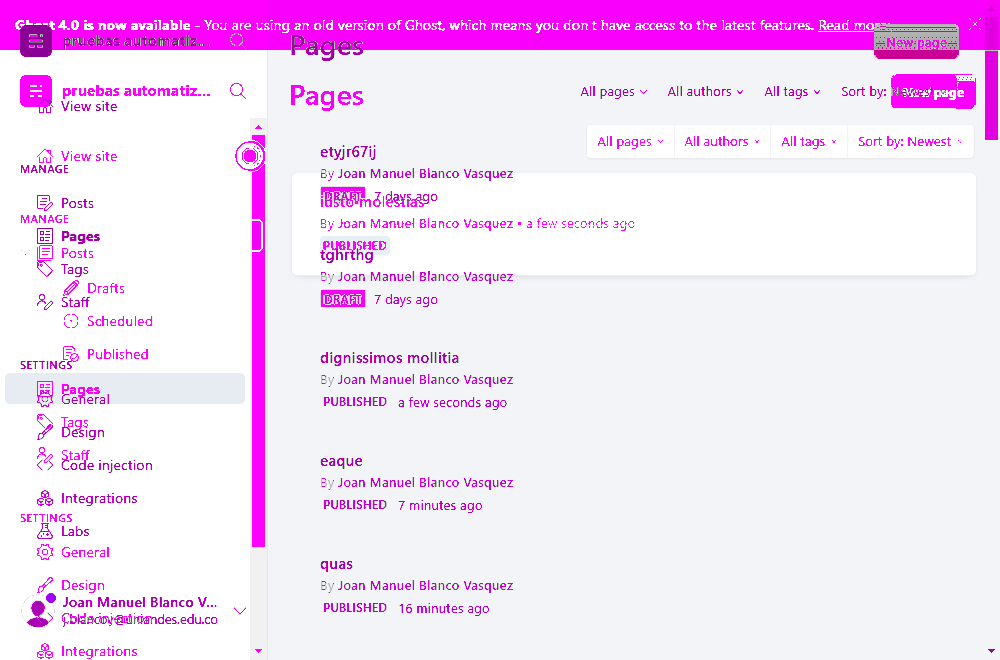 Ghost 4.0 is now available - You are using an old version of Ghost, which means you don't have access to the latest features. Read more
pruebas automatiz...
Pages
New page
pruebas automatiz...
Pages
All pages
All authors
All tags
Sort by:
page
View site
View site
All pages
All authors
All tags
Sort by: Newest
MANAGE
Posts
MANAGE
Pages
Posts
Tags
Drafts
Staff
Scheduled
Published
SETTINGS
Pages
General
Tags
Design
Staff
Code injection
Integrations
SETTINGS
Labs
General
Design
Joan Manuel Blanco V...
Code injection
j.blancov@uniandes.edu.co
Integrations
etyjr67ij
By Joan Manuel Blanco Vasquez
DRAFT 7 days ago
iusto molestias
By Joan Manuel Blanco Vasquez • a few seconds ago
PUBLISHED
tghrthg
By Joan Manuel Blanco Vasquez
DRAFT 7 days ago
dignissimos mollitia
By Joan Manuel Blanco Vasquez
PUBLISHED a few seconds ago
eaque
By Joan Manuel Blanco Vasquez
PUBLISHED 7 minutes ago
quas
By Joan Manuel Blanco Vasquez
PUBLISHED 16 minutes ago